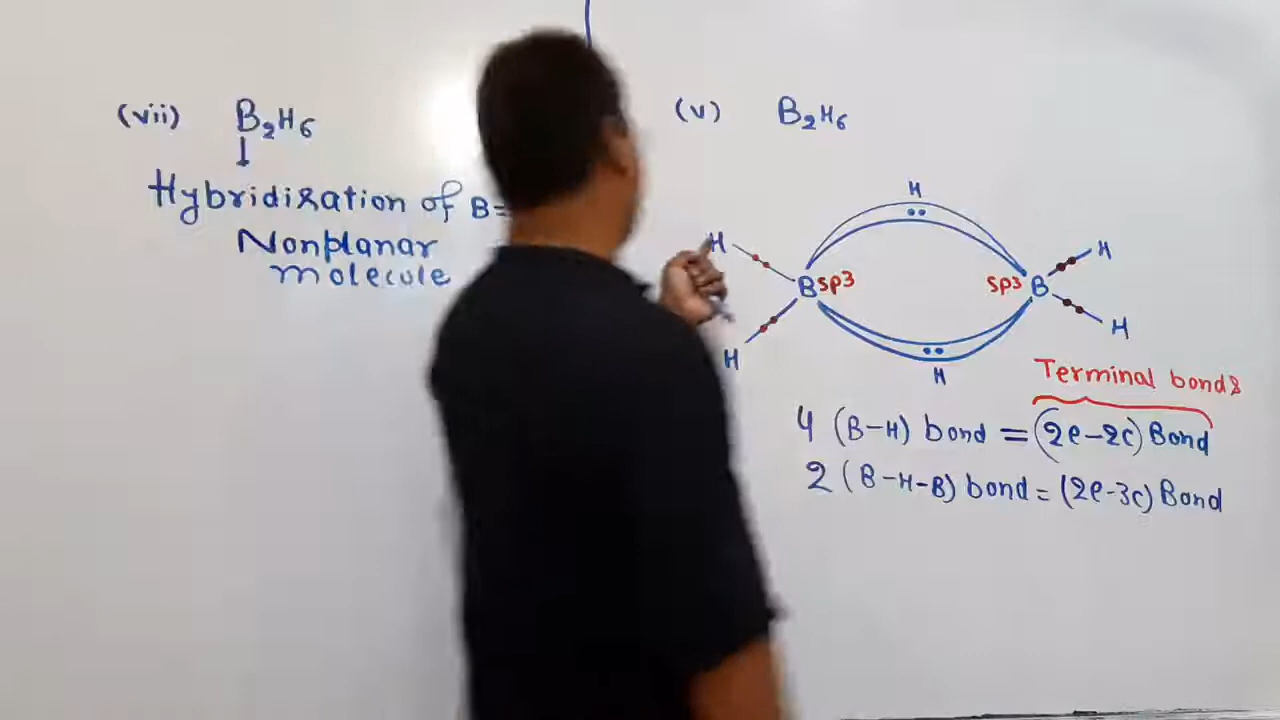 (vii) B2H6
↓
Hybridization of B=
Nonplanar
molecule
(v) B2H6
H
H H
B sp3 sp3 B
H
H
H
Terminal bonds
4 (B-H) bond = (2e-2c) Bond
2 (B-H-B) bond = (2e-3c) Bond